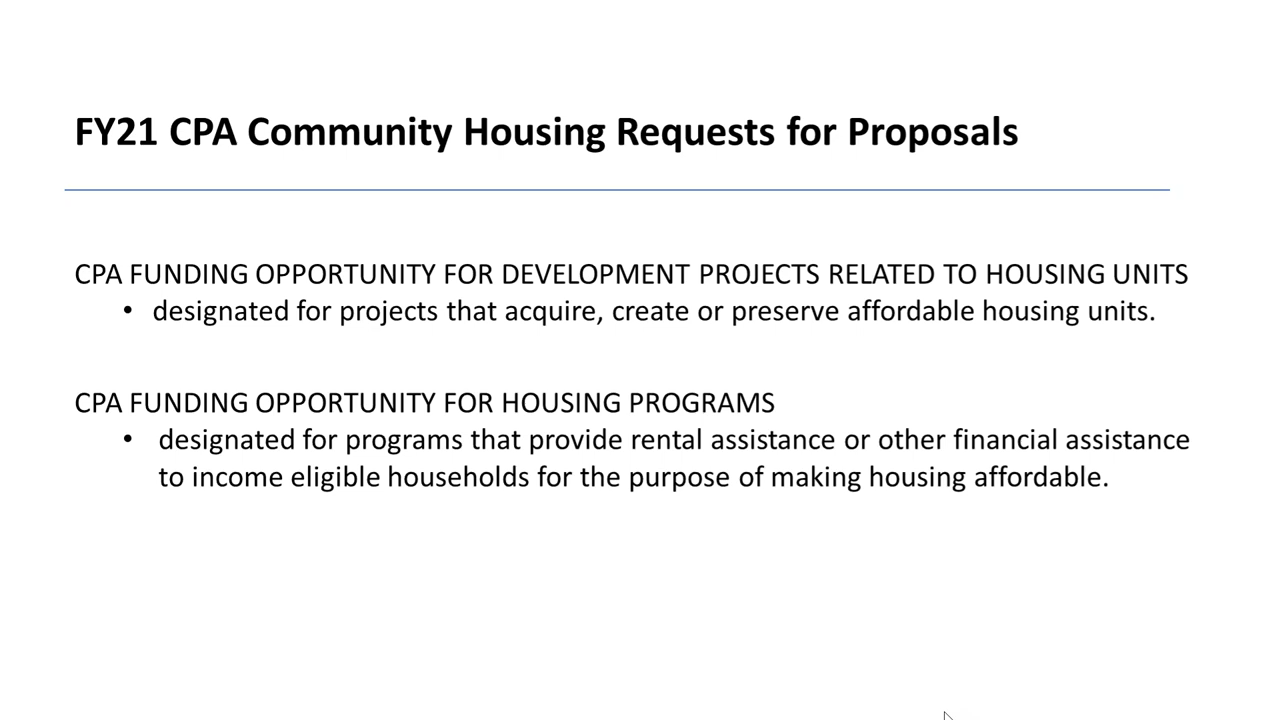 FY21 CPA Community Housing Requests for Proposals
CPA FUNDING OPPORTUNITY FOR DEVELOPMENT PROJECTS RELATED TO HOUSING UNITS
• designated for projects that acquire, create or preserve affordable housing units.
CPA FUNDING OPPORTUNITY FOR HOUSING PROGRAMS
• designated for programs that provide rental assistance or other financial assistance
to income eligible households for the purpose of making housing affordable.